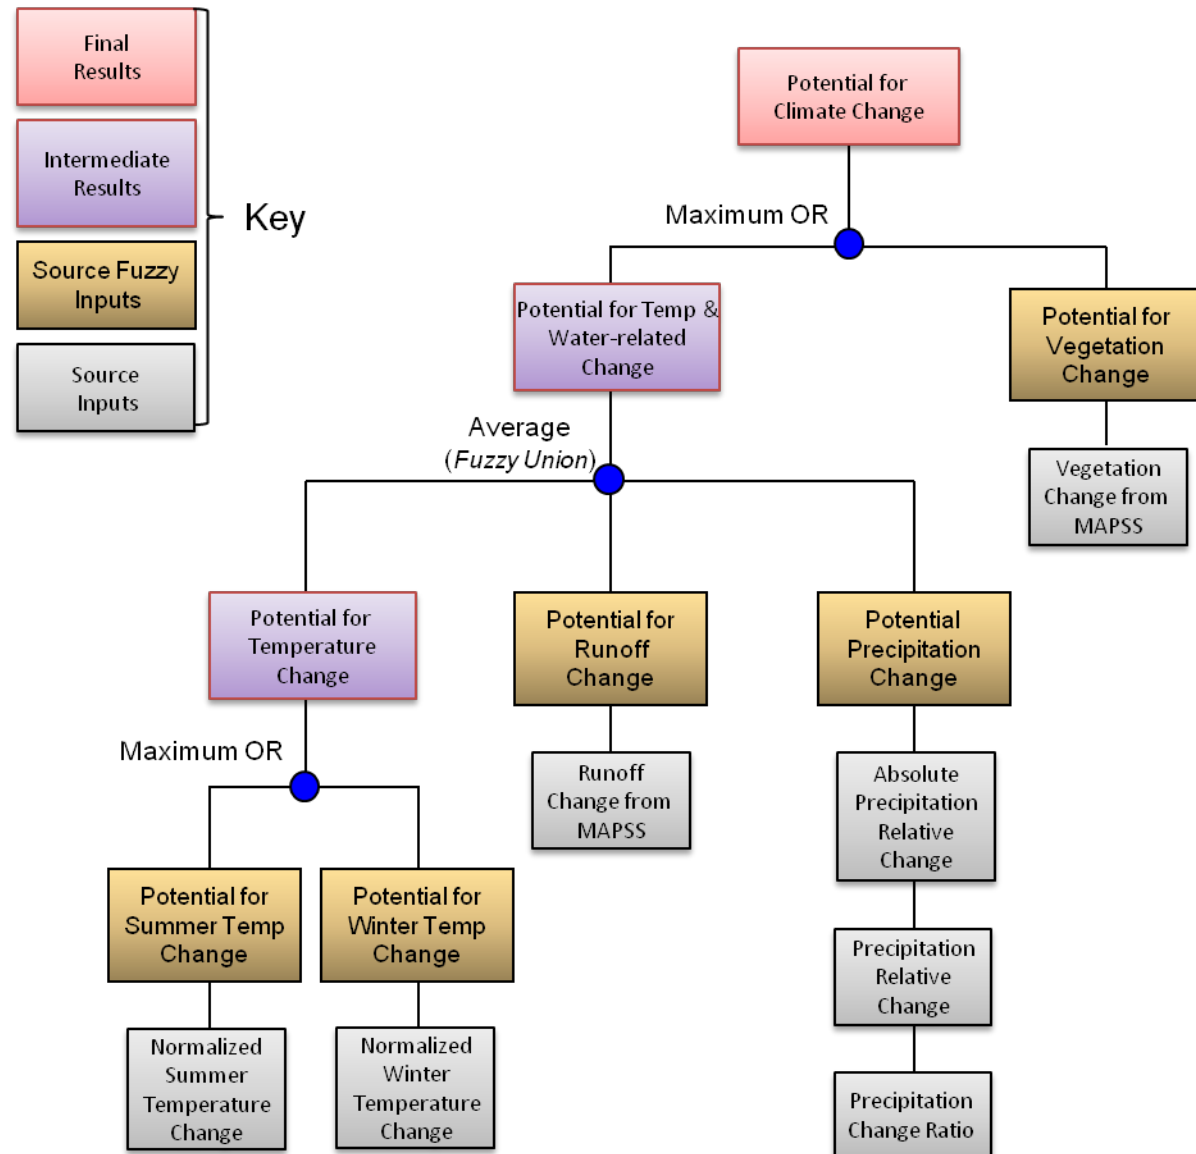 Final
Results
Intermediate
Results
Source Fuzzy
Inputs
Source
Inputs
Key
Potential for
Climate Change
Maximum OR
Potential for Temp &
Water-related
Change
Potential for
Vegetation
Change
Average
(Fuzzy Union)
Vegetation
Change from
MAPSS
Potential for
Temperature
Change
Potential for
Runoff
Change
Potential
Precipitation
Change
Maximum OR
Runoff
Change from
MAPSS
Absolute
Precipitation
Relative
Change
Potential for
Summer Temp
Change
Potential for
Winter Temp
Change
Precipitation
Relative
Change
Normalized
Summer
Temperature
Change
Normalized
Winter
Temperature
Change
Precipitation
Change Ratio